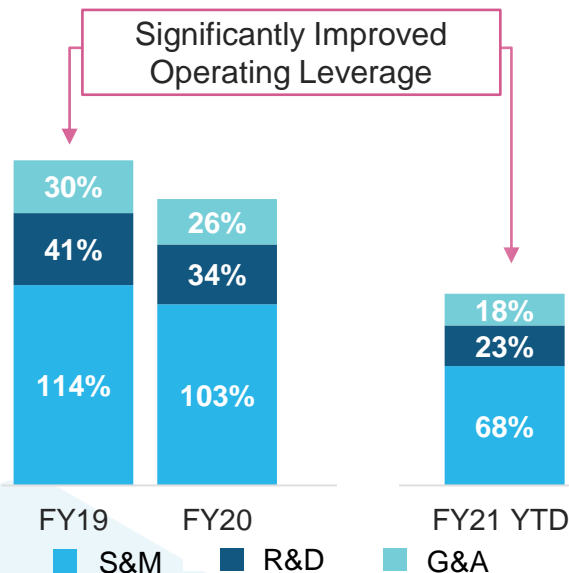 Significantly Improved
Operating Leverage
30%
41%
114%
26%
34%
103%
18%
23%
68%
FY19
FY20
FY21 YTD
S&M
R&D
G&A